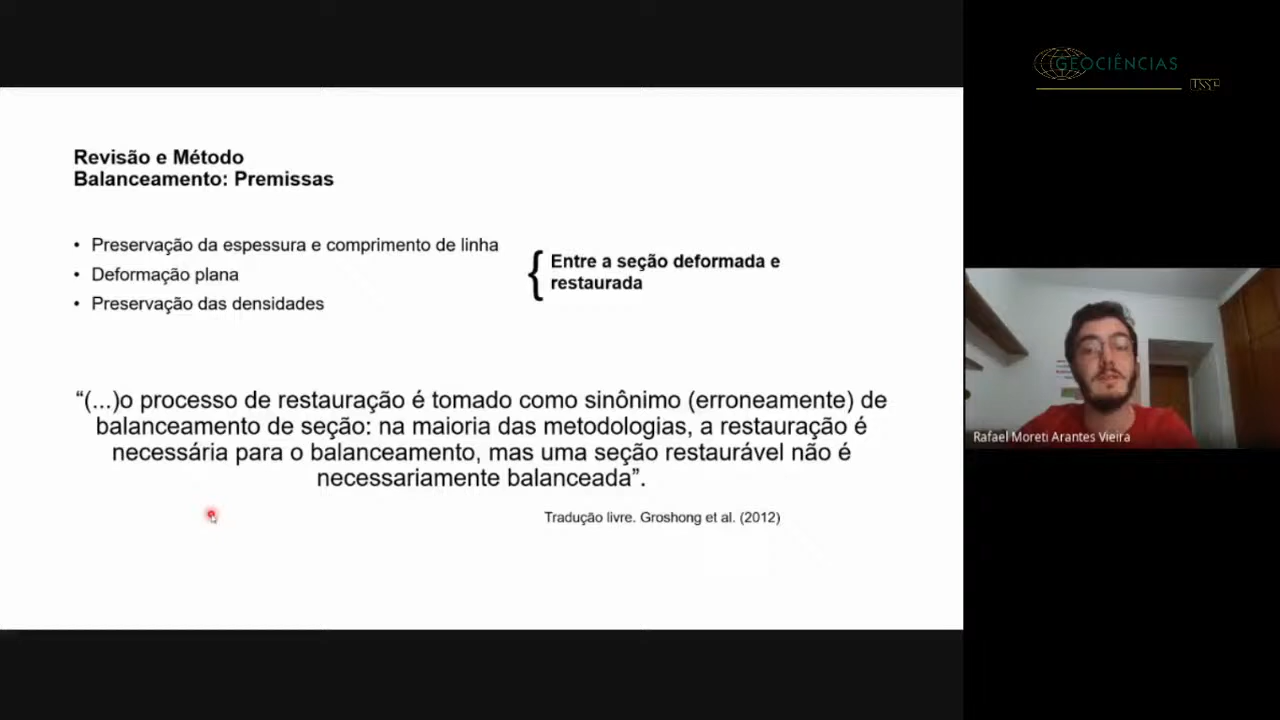 Revisão e Método
Balanceamento: Premissas
• Preservação da espessura e comprimento de linha
• Deformação plana
• Preservação das densidades
Entre a seção deformada e
restaurada
“(...)o processo de restauração é tomado como sinônimo (erroneamente) de
balanceamento de seção: na maioria das metodologias, a restauração é
necessária para o balanceamento, mas uma seção restaurável não é
necessariamente balanceada”.
Tradução livre. Groshong et al. (2012)
GEOCIÊNCIAS
USP
Rafael Moreti Arantes Vieira